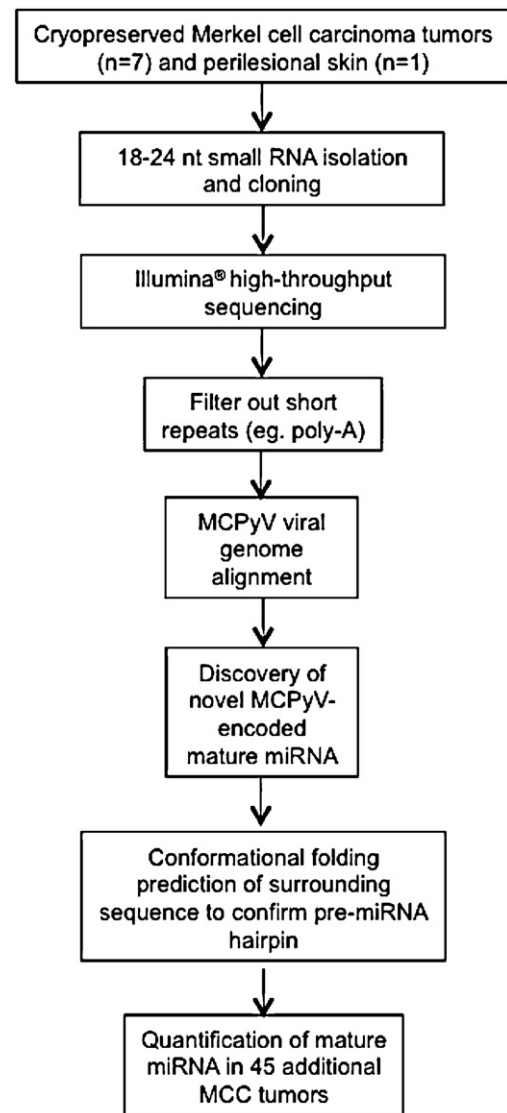 Cryopreserved Merkel cell carcinoma tumors
(n=7) and perilesional skin (n=1)
18-24 nt small RNA isolation
and cloning
Illumina® high-throughput
sequencing
Filter out short
repeats (eg. poly-A)
MCPyV viral
genome
alignment
Discovery of
novel MCPyV-
encoded
mature miRNA
Conformational folding
prediction of surrounding
sequence to confirm pre-miRNA
hairpin
Quantification of mature
miRNA in 45 additional
MCC tumors